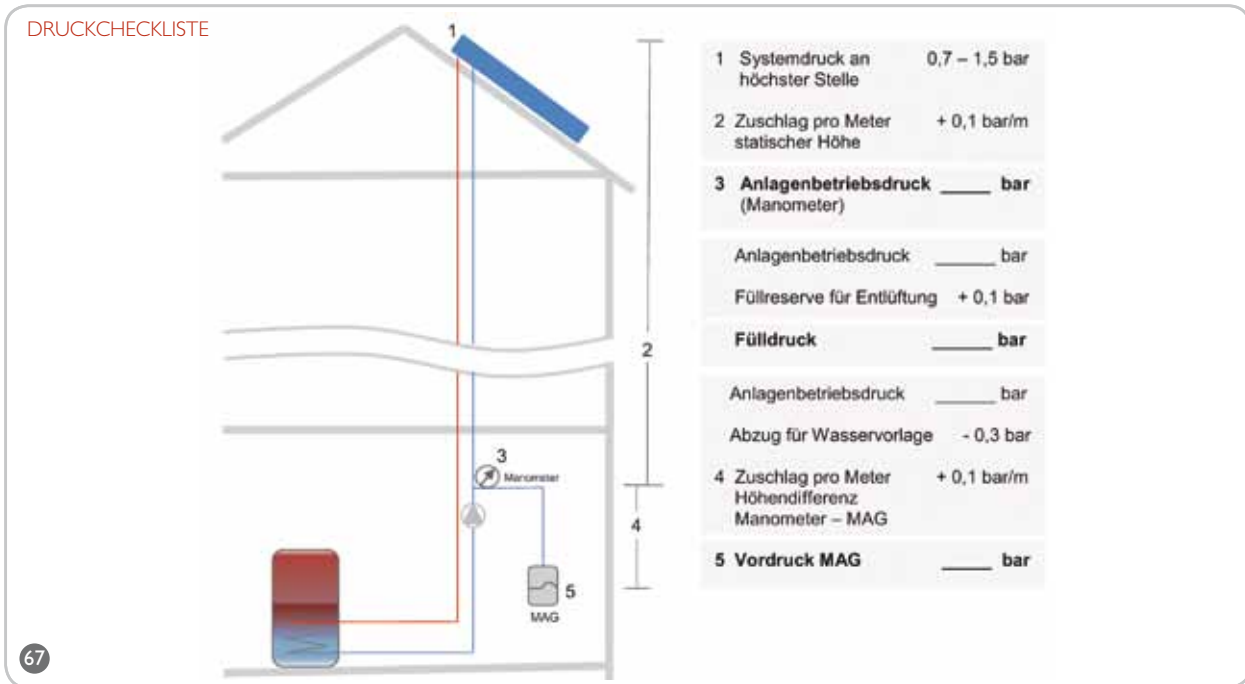 DRUCKCHECKLISTE
1
1 Systemdruck an 0,7 – 1,5 bar
höchster Stelle
2 Zuschlag pro Meter + 0,1 bar/m
statischer Höhe
3 Anlagenbetriebsdruck _____ bar
(Manometer)
Anlagenbetriebsdruck ______ bar
Füllreserve für Entlüftung + 0,1 bar
Fülldruck ______ bar
2
Anlagenbetriebsdruck ______ bar
Abzug für Wasservorlage - 0,3 bar
4 Zuschlag pro Meter + 0,1 bar/m
Höhendifferenz
Manometer – MAG
5 Vordruck MAG _____ bar
3
Manometer
4
5
MAG
67